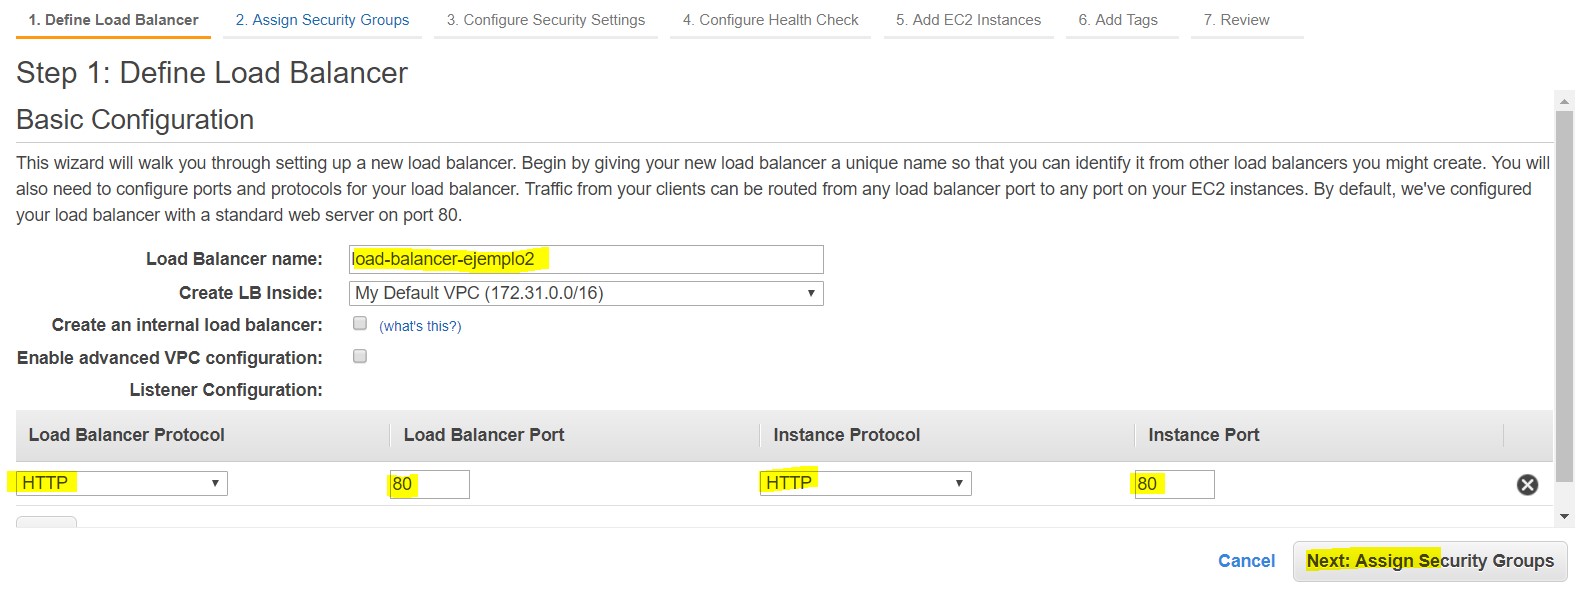 1. Define Load Balancer 2. Assign Security Groups 3. Configure Security Settings 4. Configure Health Check 5. Add EC2 Instances 6. Add Tags 7. Review
Step 1: Define Load Balancer
Basic Configuration
This wizard will walk you through setting up a new load balancer. Begin by giving your new load balancer a unique name so that you can identify it from other load balancers you might create. You will
also need to configure ports and protocols for your load balancer. Traffic from your clients can be routed from any load balancer port to any port on your EC2 instances. By default, we've configured
your load balancer with a standard web server on port 80.
Load Balancer name: load-balancer-ejemplo2
Create LB Inside: My Default VPC (172.31.0.0/16)
Create an internal load balancer: (what's this?)
Enable advanced VPC configuration:
Listener Configuration:
Load Balancer Protocol Load Balancer Port Instance Protocol Instance Port
HTTP 80 HTTP 80
Cancel Next: Assign Security Groups